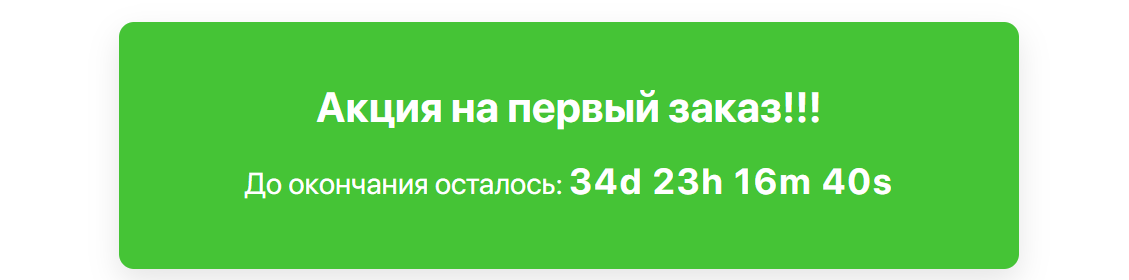 Акция на первый заказ!!!
До окончания осталось: 34d 23h 16m 40s